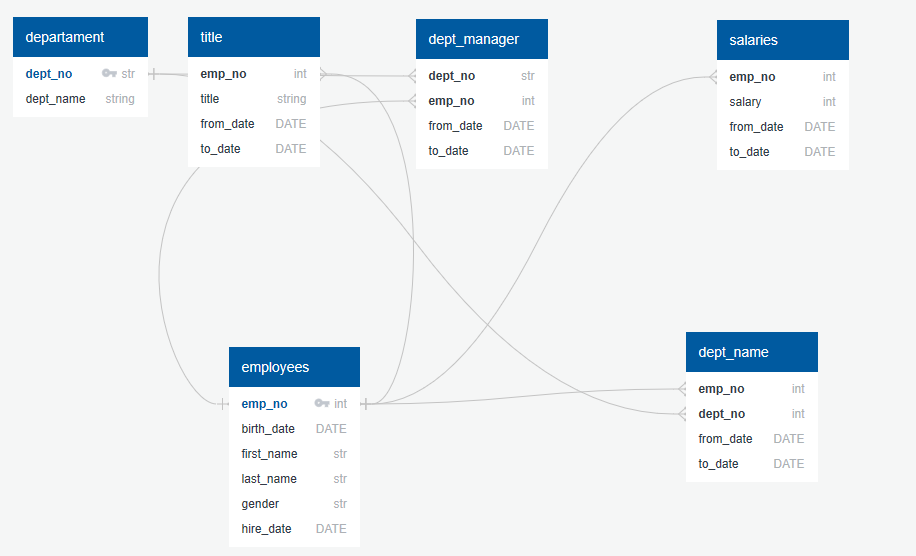 departament
dept_no str
dept_name string
title
emp_no int
title string
from_date DATE
to_date DATE
dept_manager
dept_no str
emp_no int
from_date DATE
to_date DATE
salaries
emp_no int
salary int
from_date DATE
to_date DATE
employees
emp_no int
birth_date DATE
first_name str
last_name str
gender str
hire_date DATE
dept_name
emp_no int
dept_no int
from_date DATE
to_date DATE